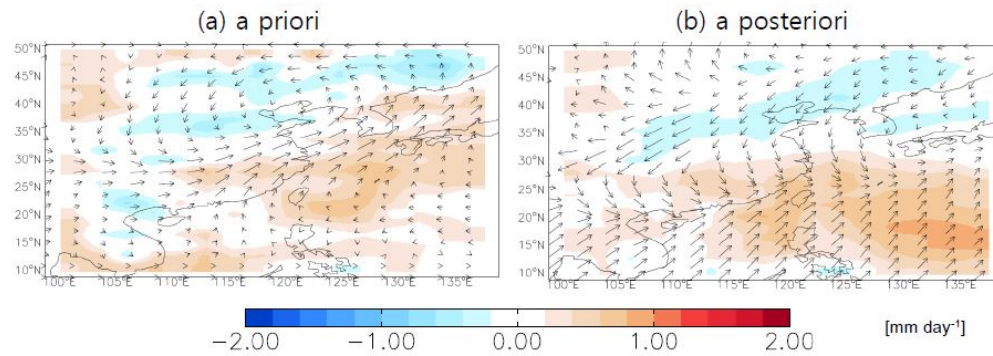 (a) a priori
(b) a posteriori
50°N
45°N
40°N
35°N
30°N
25°N
20°N
15°N
10°N
100°E 105°E 110°E 115°E 120°E 125°E 130°E 135°E
50°N
45°N
40°N
35°N
30°N
25°N
20°N
15°N
10°N
100°E 105°E 110°E 115°E 120°E 125°E 130°E 135°E
-2.00 -1.00 0.00 1.00 2.00
[mm day⁻¹]